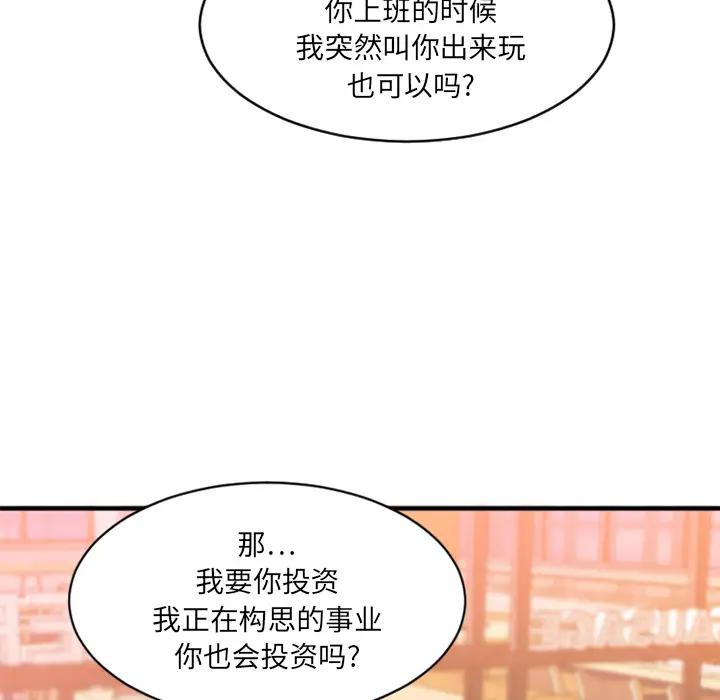 你上班的时候
我突然叫你出来玩
也可以吗?
那...
我要你投资
我正在构思的事业
你也会投资吗?